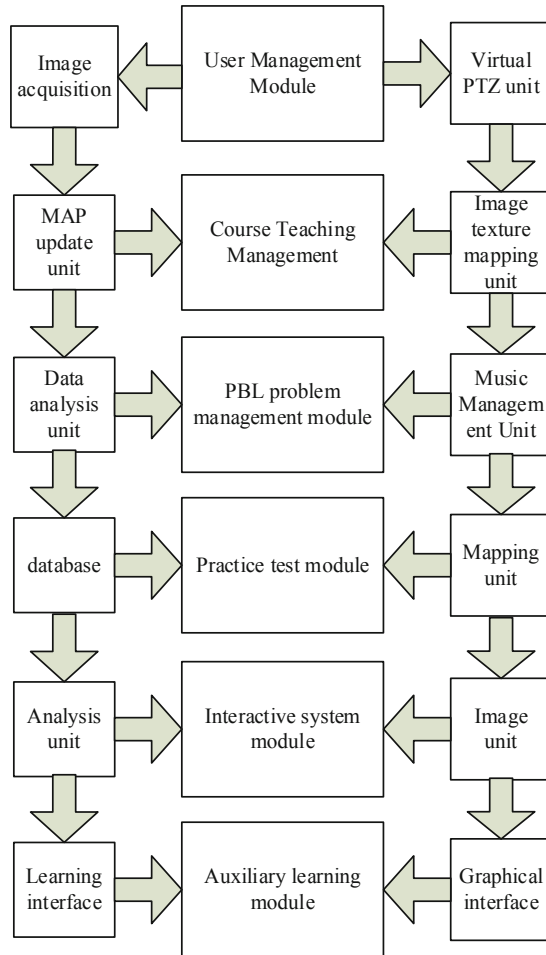 Image
acquisition
User Management
Module
Virtual
PTZ unit
MAP
update
unit
Course Teaching
Management
Image
texture
mapping
unit
Data
analysis
unit
PBL problem
management module
Music
Managem
ent Unit
database
Practice test module
Mapping
unit
Analysis
unit
Interactive system
module
Image
unit
Learning
interface
Auxiliary learning
module
Graphical
interface